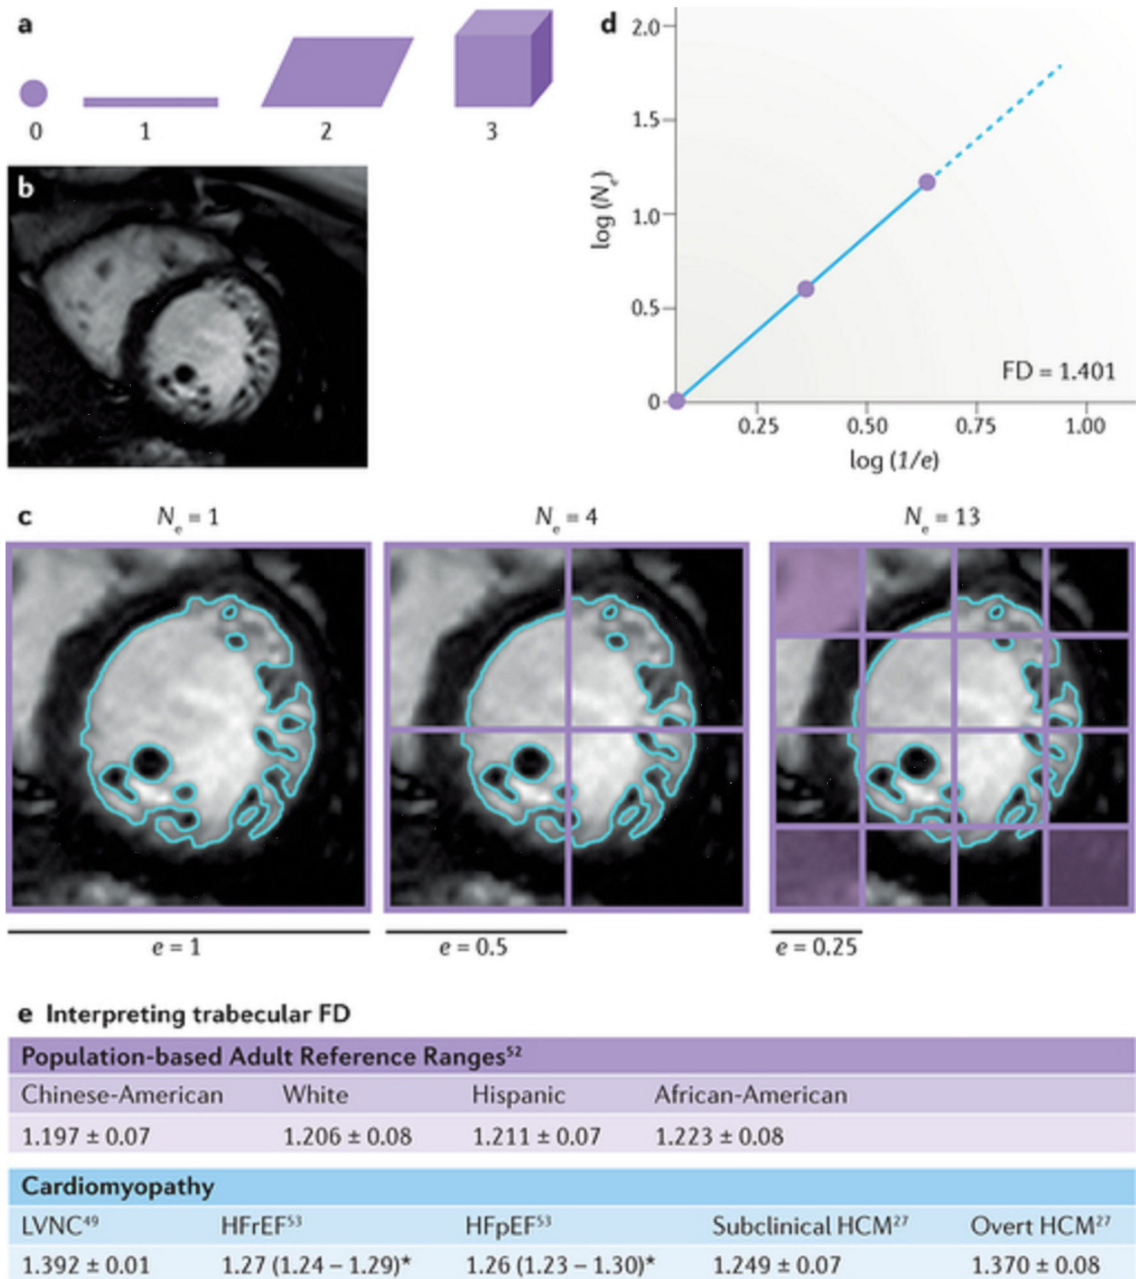 a
0 1 2 3
b
d
2.0
1.5
1.0
0.5
0
log (Nₑ)
FD = 1.401
0.25 0.50 0.75 1.00
log (1/e)
c
Nₑ = 1 Nₑ = 4 Nₑ = 13
e = 1 e = 0.5 e = 0.25
e Interpreting trabecular FD
Population-based Adult Reference Ranges⁵²
Chinese-American White Hispanic African-American
1.197 ± 0.07 1.206 ± 0.08 1.211 ± 0.07 1.223 ± 0.08
Cardiomyopathy
LVNC⁴⁹ HFrEF⁵³ HFpEF⁵³ Subclinical HCM²⁷ Overt HCM²⁷
1.392 ± 0.01 1.27 (1.24 – 1.29)* 1.26 (1.23 – 1.30)* 1.249 ± 0.07 1.370 ± 0.08